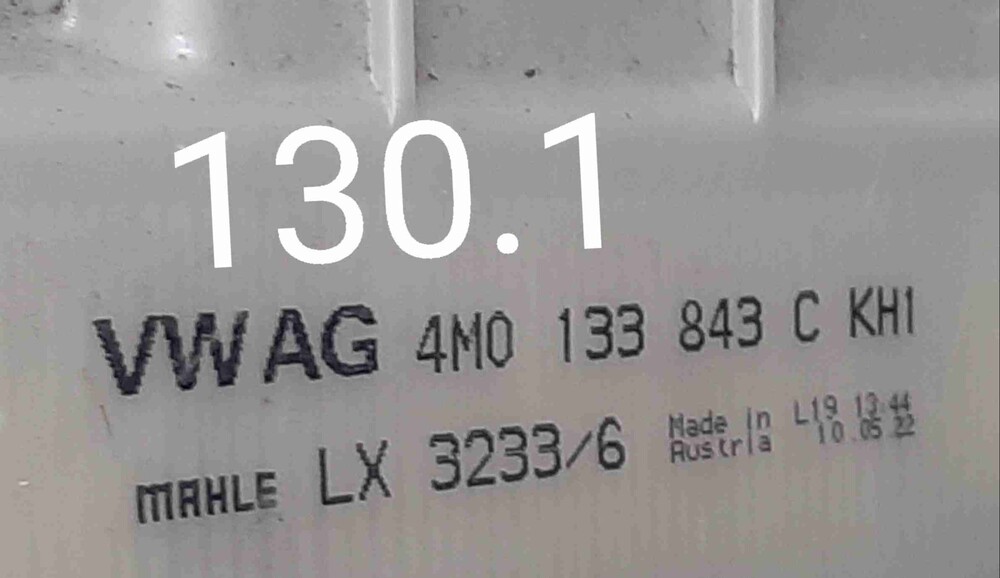 130.1
VW AG 4M0 133 843 C KH1
MAHLE LX 3233/6 Made in L19 13:44
Austria 10.05.22